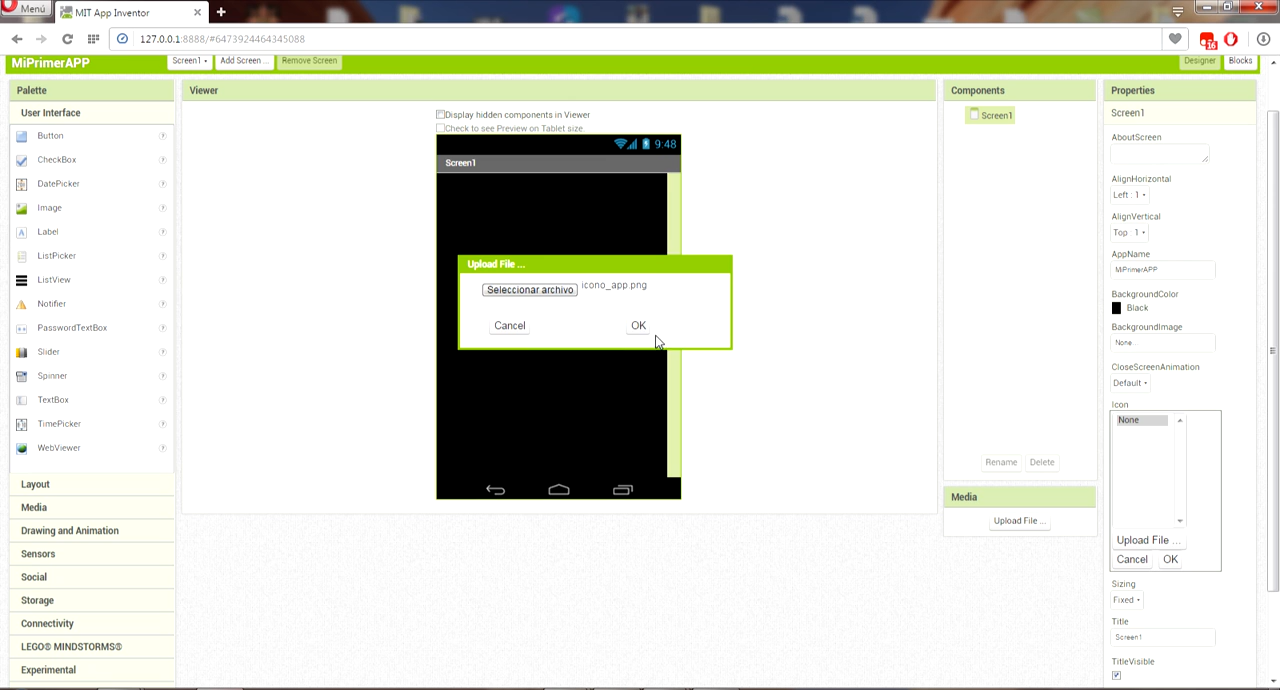 Menú
MIT App Inventor
127.0.0.1:8888/#6473924464345088
16
MiPrimerAPP
Screen1
Add Screen ...
Remove Screen
Designer
Blocks
Palette
User Interface
Button
CheckBox
DatePicker
Image
Label
ListPicker
ListView
Notifier
PasswordTextBox
Slider
Spinner
TextBox
TimePicker
WebViewer
Layout
Media
Drawing and Animation
Sensors
Social
Storage
Connectivity
LEGO® MINDSTORMS®
Experimental
Viewer
Display hidden components in Viewer
Check to see Preview on Tablet size.
9:48
Screen1
Upload File ...
Seleccionar archivo icono_app.png
Cancel
OK
Components
Screen1
Rename
Delete
Media
Upload File ...
Properties
Screen1
AboutScreen
AlignHorizontal
Left : 1
AlignVertical
Top : 1
AppName
MiPrimerAPP
BackgroundColor
Black
BackgroundImage
None...
CloseScreenAnimation
Default
Icon
None
Upload File ...
Cancel
OK
Sizing
Fixed
Title
Screen1
TitleVisible